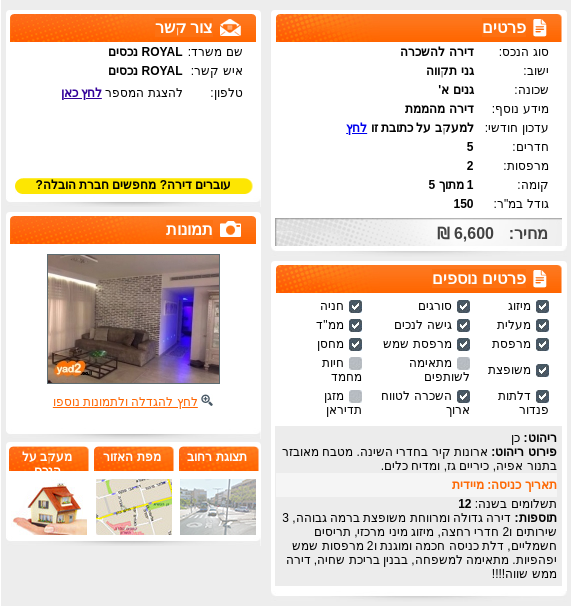 פרטים
סוג הנכס: דירה להשכרה
ישוב: גני תקווה
שכונה: גנים א'
מידע נוסף: דירה מהממת
עדכון חודשי: למעקב על כתובת זו לחץ
חדרים: 5
מרפסות: 2
קומה: 1 מתוך 5
גודל במ"ר: 150
מחיר: 6,600 ₪
פרטים נוספים
מיזוג סורגים חניה
מעלית גישה לנכים ממ"ד
מרפסת מרפסת שמש מחסן
משופצת מתאימה לשותפים חיות מחמד
דלתות פנדור השכרה לטווח ארוך מזגן תדיראן
ריהוט: כן
פירוט ריהוט: ארונות קיר בחדרי השינה. מטבח מאובזר
בתנור אפיה, כיריים גז, ומדיח כלים.
תאריך כניסה: מיידית
תשלומים בשנה: 12
תוספות: דירה גדולה ומרווחת משופצת ברמה גבוהה, 3
שירותים ו2 חדרי רחצה, מיזוג מיני מרכזי, תריסים
חשמליים, דלת כניסה חכמה ומוגנת ו2 מרפסות שמש
יפהפיות. מתאימה למשפחה, בבנין בריכת שחיה, דירה
ממש שווה!!!!
צור קשר
שם משרד: ROYAL נכסים
איש קשר: ROYAL נכסים
טלפון: להצגת המספר לחץ כאן
עוברים דירה? מחפשים חברת הובלה?
תמונות
yad2
לחץ להגדלה ולתמונות נוספו
תצוגת רחוב
מפת האזור
מעקב על
הנכס